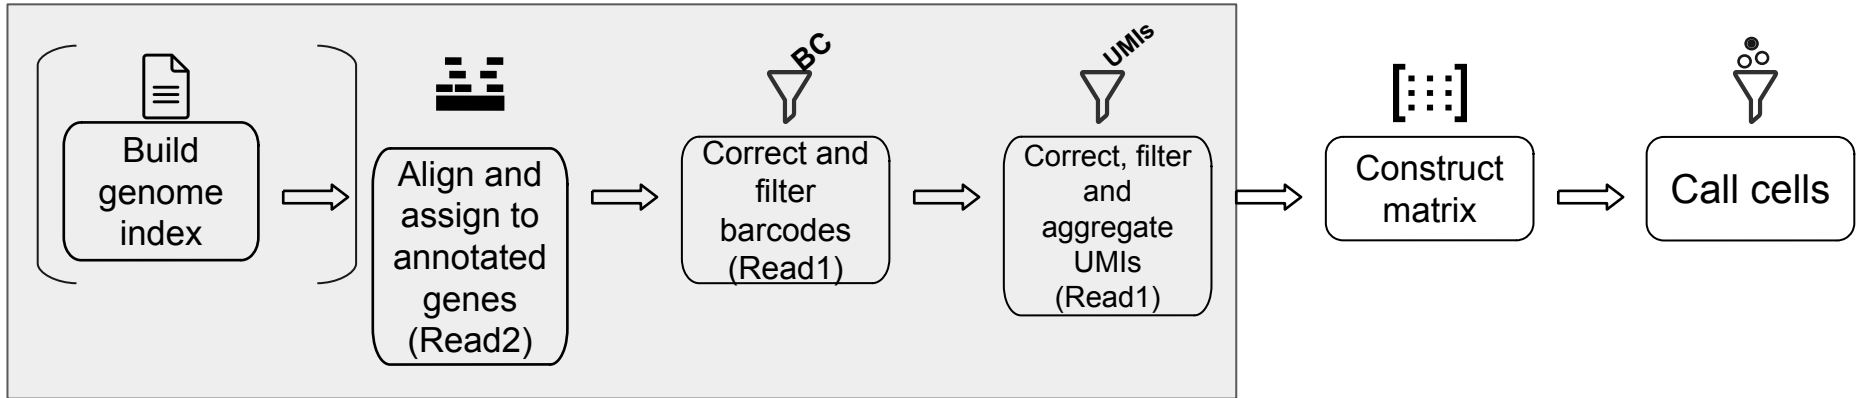 BC
UMIs
Build
genome
index
Align and
assign to
annotated
genes
(Read2)
Correct and
filter
barcodes
(Read1)
Correct, filter
and
aggregate
UMIs
(Read1)
Construct
matrix
Call cells